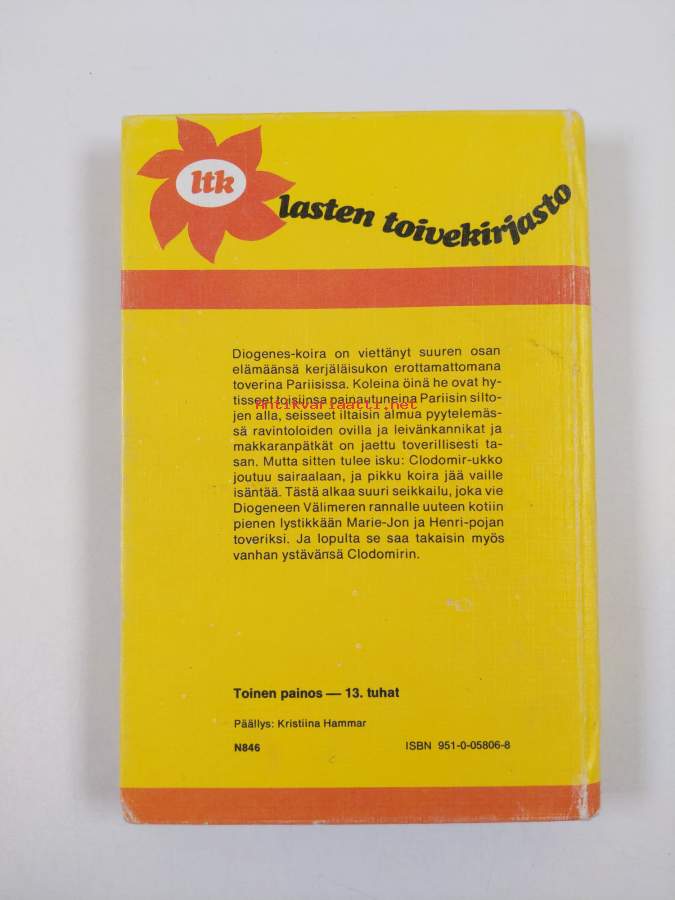 ltk
lasten toivekirjasto
Diogenes-koira on viettänyt suuren osan
elämäänsä kerjäläisukon erottamattomana
toverina Pariisissa. Koleina öinä he ovat hy-
tisseet toisiinsa painautuneina Pariisin silto-
Antikvariaatti.net
jen alla, seisseet iltaisin almua pyytelemäs-
sä ravintoloiden ovilla ja leivänkannikat ja
makkaranpätkät on jaettu toverillisesti ta-
san. Mutta sitten tulee isku: Clodomir-ukko
joutuu sairaalaan, ja pikku koira jää vaille
isäntää. Tästä alkaa suuri seikkailu, joka vie
Diogeneen Välimeren rannalle uuteen kotiin
pienen lystikkään Marie-Jon ja Henri-pojan
toveriksi. Ja lopulta se saa takaisin myös
vanhan ystävänsä Clodomirin.
Toinen painos — 13. tuhat
Päällys: Kristiina Hammar
N846 ISBN 951-0-05806-8